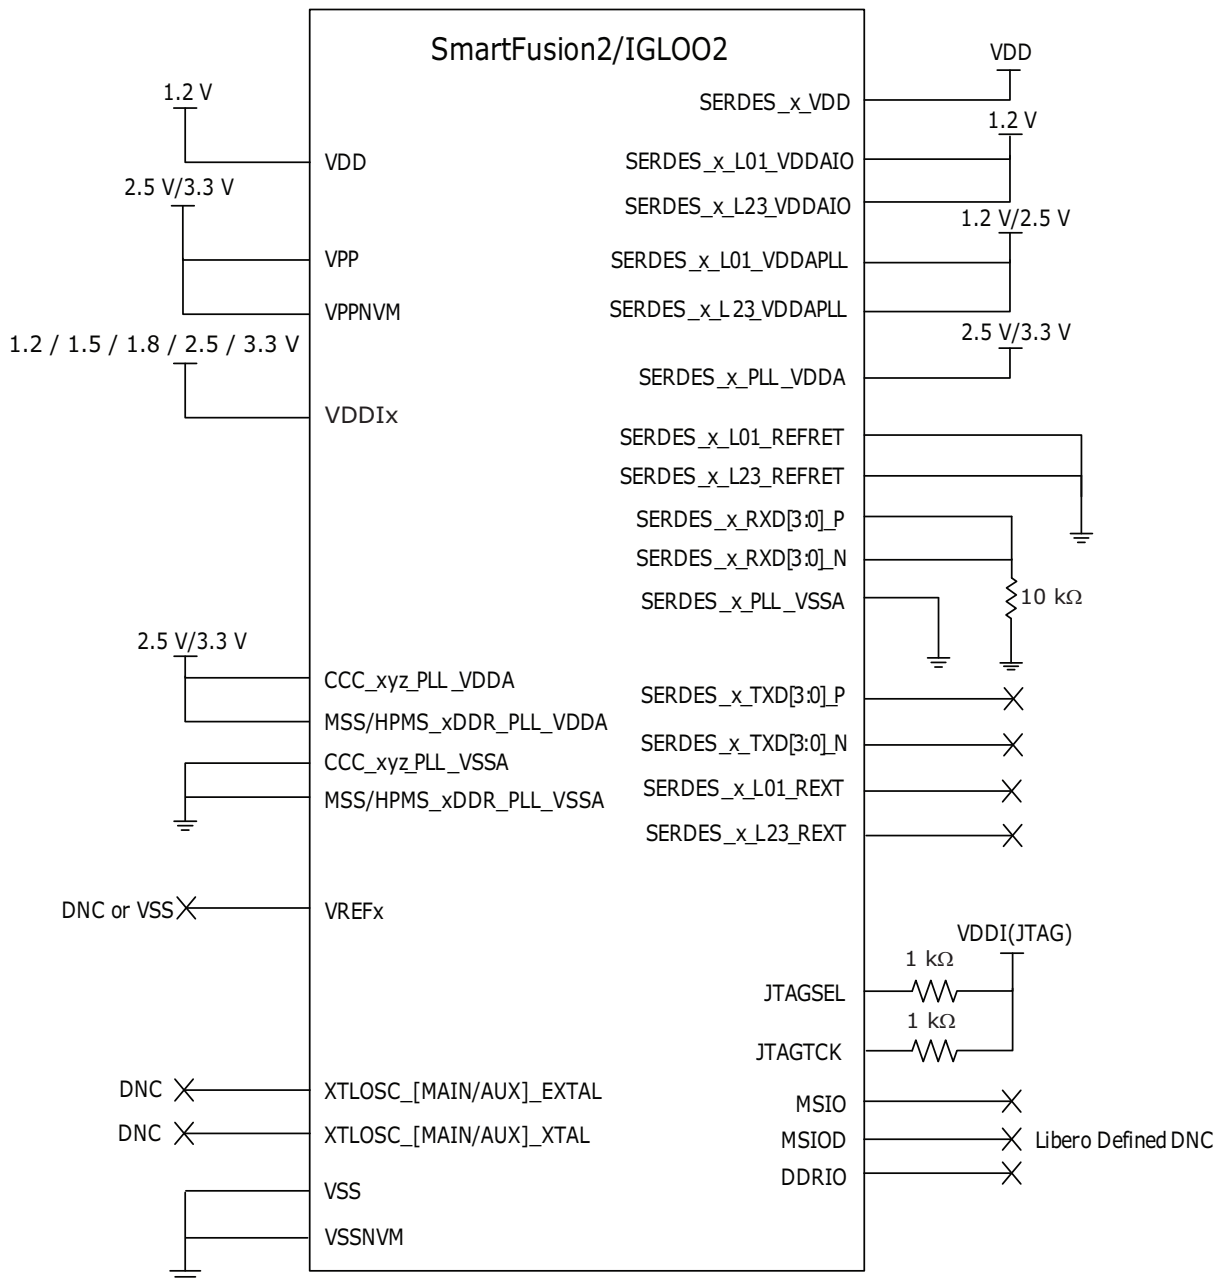 SmartFusion2/IGLOO2
1.2 V
VDD
2.5 V/3.3 V
VPP
VPPNVM
1.2 / 1.5 / 1.8 / 2.5 / 3.3 V
VDDIx
2.5 V/3.3 V
CCC_xyz_PLL_VDDA
MSS/HPMS_xDDR_PLL_VDDA
CCC_xyz_PLL_VSSA
MSS/HPMS_xDDR_PLL_VSSA
DNC or VSS
VREFx
DNC
XTLOSC_[MAIN/AUX]_EXTAL
DNC
XTLOSC_[MAIN/AUX]_XTAL
VSS
VSSNVM
VDD
SERDES_x_VDD
1.2 V
SERDES_x_L01_VDDAIO
SERDES_x_L23_VDDAIO
1.2 V/2.5 V
SERDES_x_L01_VDDAPLL
SERDES_x_L23_VDDAPLL
2.5 V/3.3 V
SERDES_x_PLL_VDDA
SERDES_x_L01_REFRET
SERDES_x_L23_REFRET
SERDES_x_RXD[3:0]_P
SERDES_x_RXD[3:0]_N
SERDES_x_PLL_VSSA
10 kΩ
SERDES_x_TXD[3:0]_P
SERDES_x_TXD[3:0]_N
SERDES_x_L01_REXT
SERDES_x_L23_REXT
VDDI(JTAG)
1 kΩ
JTAGSEL
1 kΩ
JTAGTCK
MSIO
MSIOD
Libero Defined DNC
DDRIO